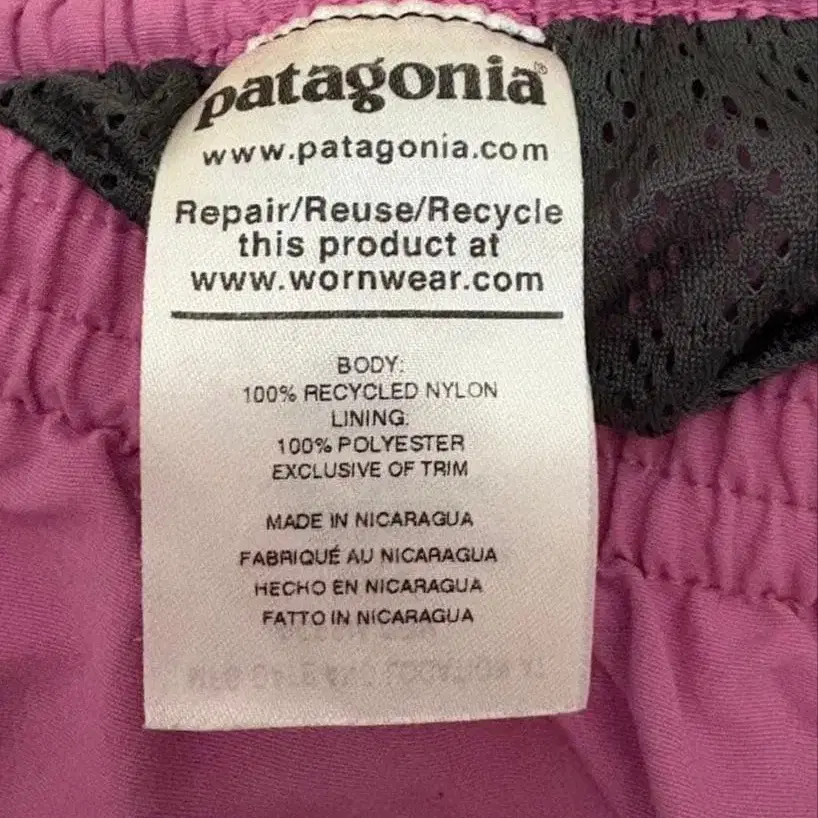 patagonia®
www.patagonia.com
Repair/Reuse/Recycle
this product at
www.wornwear.com
BODY:
100% RECYCLED NYLON
LINING:
100% POLYESTER
EXCLUSIVE OF TRIM
MADE IN NICARAGUA
FABRIQUÉ AU NICARAGUA
HECHO EN NICARAGUA
FATTO IN NICARAGUA